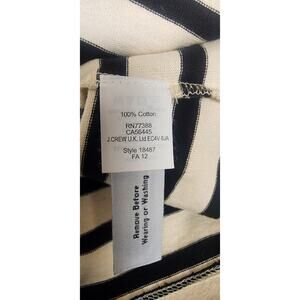 100% Cotton
RN77388
CA56445
J.CREW U.K. Ltd EC4V 6JA
Style 18487
FA 12
Remove Before
Wearing or Washing